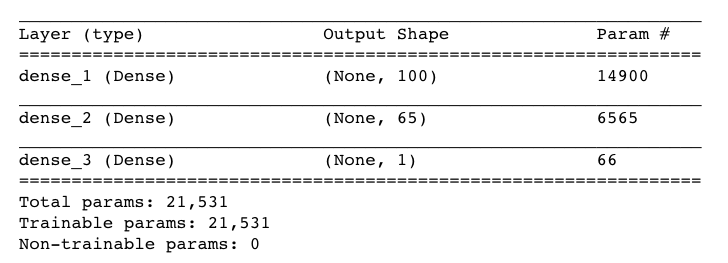 Layer (type) Output Shape Param #
=================================================================
dense_1 (Dense) (None, 100) 14900
dense_2 (Dense) (None, 65) 6565
dense_3 (Dense) (None, 1) 66
=================================================================
Total params: 21,531
Trainable params: 21,531
Non-trainable params: 0